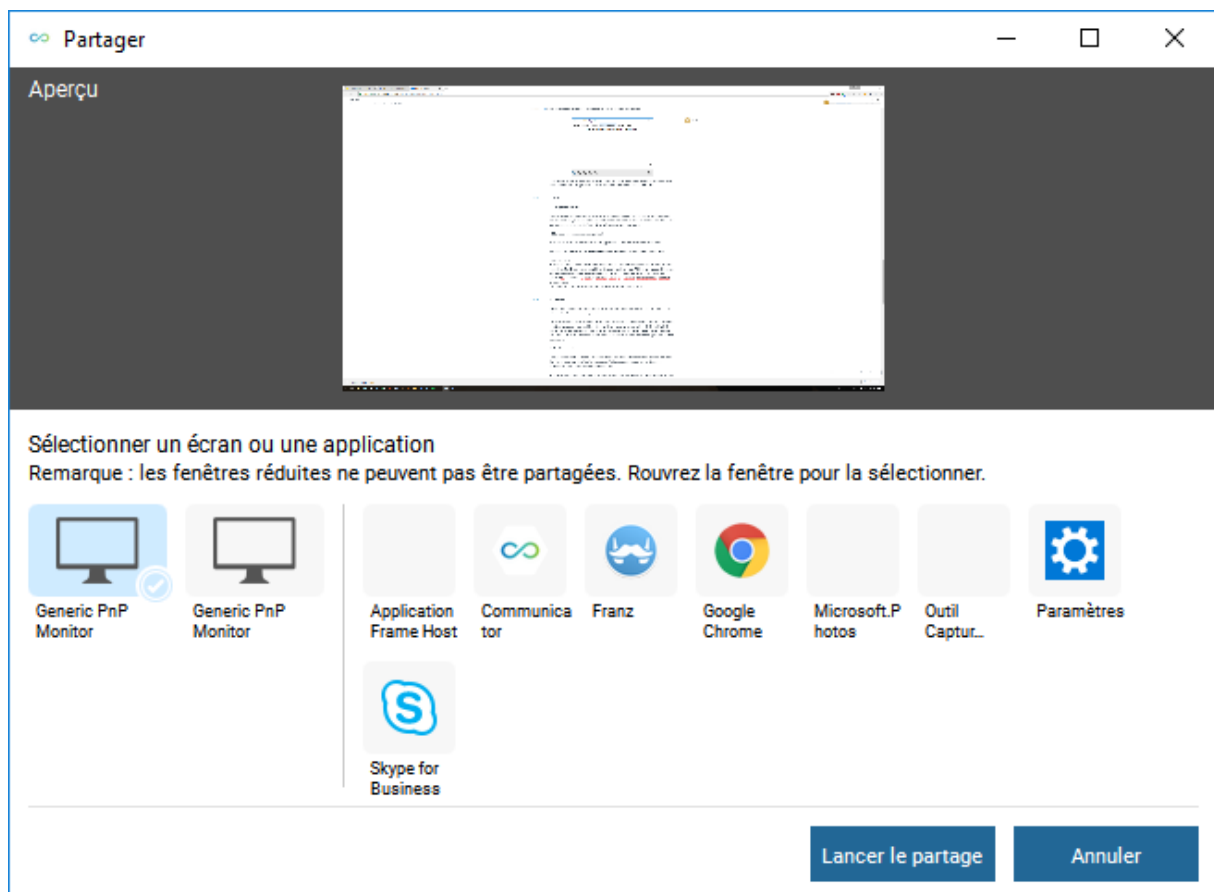 Partager
Aperçu
Sélectionner un écran ou une application
Remarque : les fenêtres réduites ne peuvent pas être partagées. Rouvrez la fenêtre pour la sélectionner.
Generic PnP
Monitor
Generic PnP
Monitor
Application
Frame Host
Communica
tor
Franz
Google
Chrome
Microsoft.P
hotos
Outil
Captur...
Paramètres
Skype for
Business
Lancer le partage
Annuler